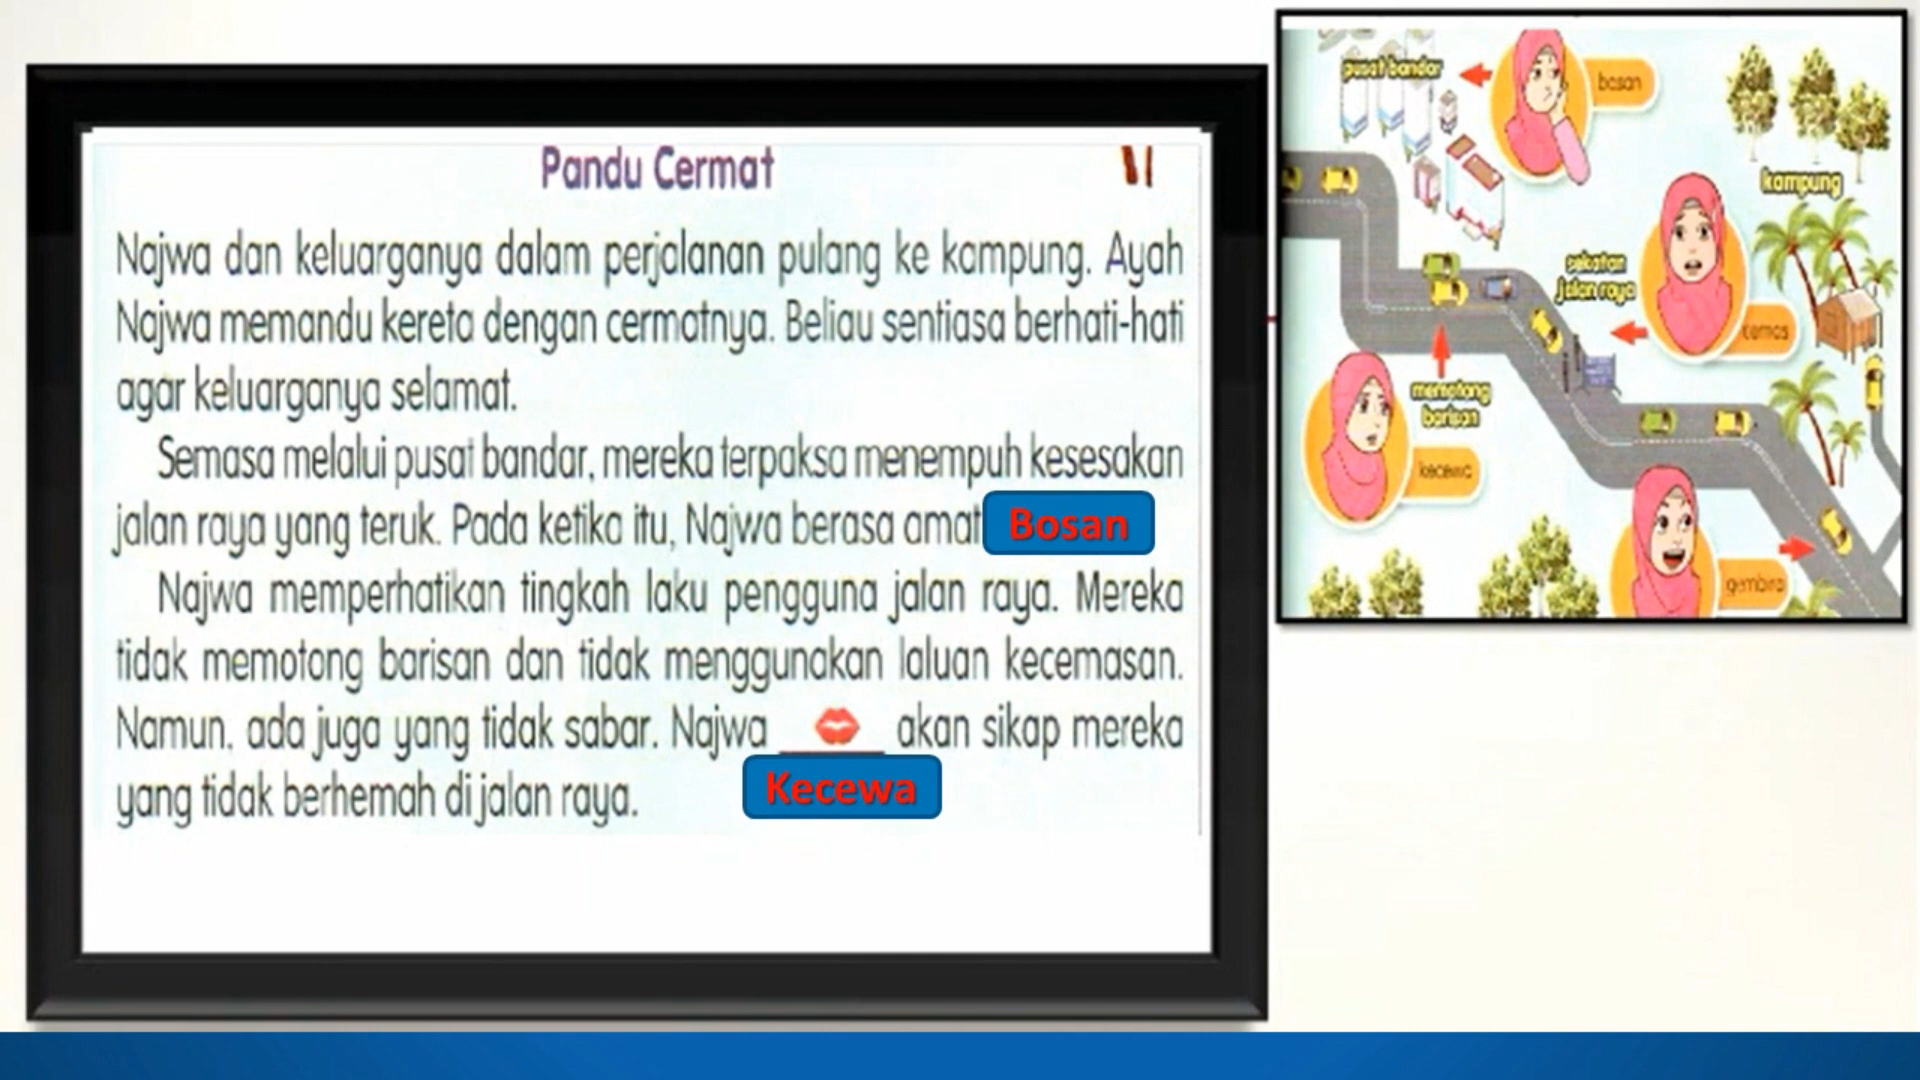 Pandu Cermat
Najwa dan keluarganya dalam perjalanan pulang ke kampung. Ayah
Najwa memandu kereta dengan cermatnya. Beliau sentiasa berhati-hati
agar keluarganya selamat.
Semasa melalui pusat bandar, mereka terpaksa menempuh kesesakan
jalan raya yang teruk. Pada ketika itu, Najwa berasa amat Bosan
Najwa memperhatikan tingkah laku pengguna jalan raya. Mereka
tidak memotong barisan dan tidak menggunakan laluan kecemasan.
Namun, ada juga yang tidak sabar. Najwa ____ akan sikap mereka
Kecewa
yang tidak berhemah di jalan raya.
pusat bandar
bosan
kampung
sekatan
jalan raya
cemas
memotong
barisan
kecewa
gembira